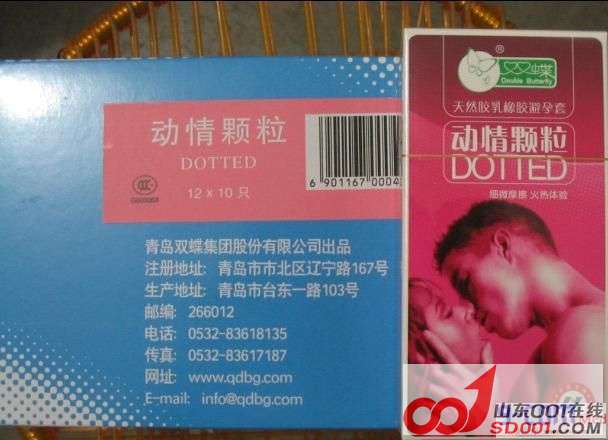 动情颗粒
DOTTED
12 x 10 只
6 901167 0004
青岛双蝶集团股份有限公司出品
注册地址: 青岛市市北区辽宁路167号
生产地址: 青岛市台东一路103号
邮编: 266012
电话: 0532-83618135
传真: 0532-83617187
网址: www.qdbg.com
E-mail: info@qdbg.com
®
双蝶
Double Butterfly
天然胶乳橡胶避孕套
动情颗粒
DOTTED
细微摩擦 火热体验
001
山东001在线
SD001.COM